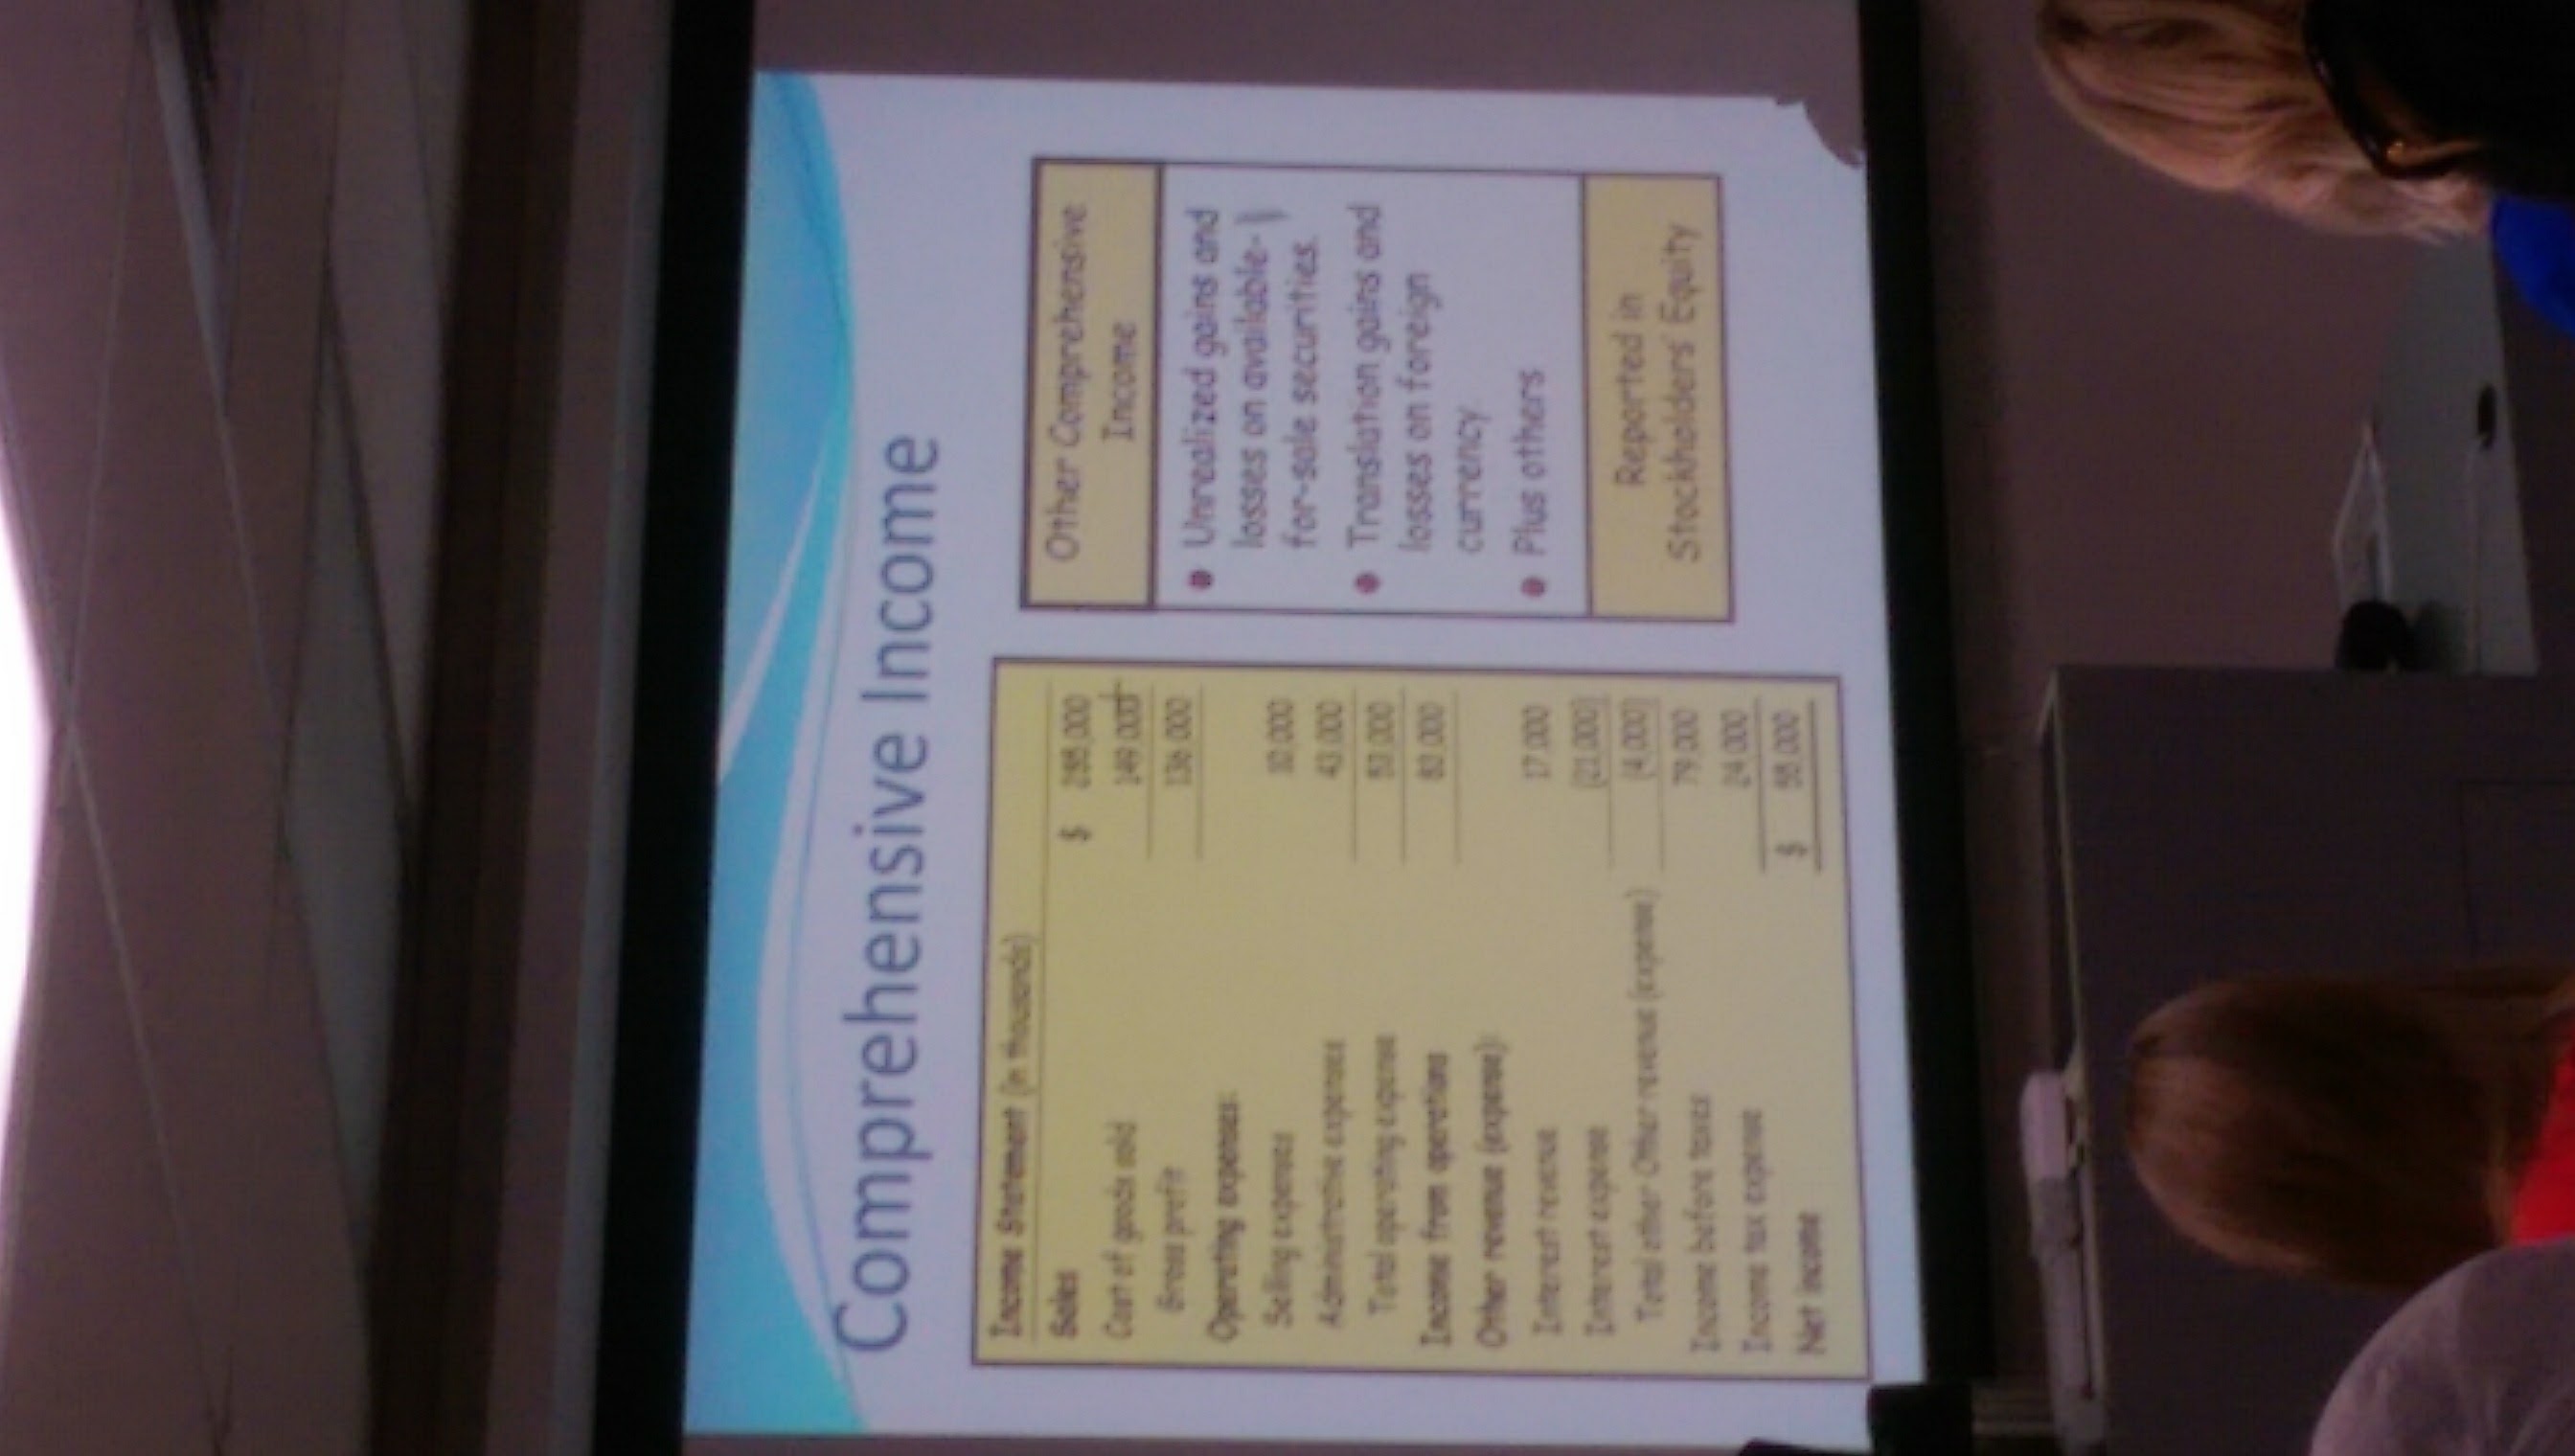 Comprehensive Income
Income Statement (in thousands)
Sales $ 285,000
Cost of goods sold 149,000
Gross profit 136,000
Operating expenses:
Selling expenses 10,000
Administrative expenses 43,000
Total operating expense 53,000
Income from operations 83,000
Other revenue (expense):
Interest revenue 17,000
Interest expense (21,000)
Total other Other revenue (expense) (4,000)
Income before taxes 79,000
Income tax expense 24,000
Net income $ 55,000
Other Comprehensive
Income
• Unrealized gains and
losses on available-
for-sale securities.
• Translation gains and
losses on foreign
currency
• Plus others
Reported in
Stockholders' Equity